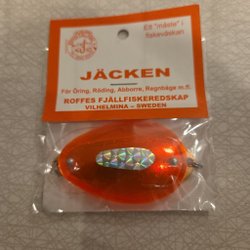 Ett "måste" i
fiskeväskan
JÄCKEN
För Öring, Röding, Abborre, Regnbåge m.fl.
ROFFES FJÄLLFISKEREDSKAP
VILHELMINA – SWEDEN